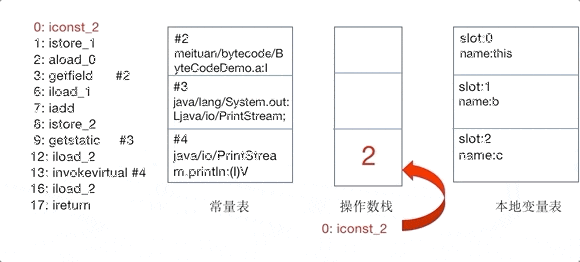 0: iconst_2
1: istore_1
2: aload_0
3: getfield #2
6: iload_1
7: iadd
8: istore_2
9: getstatic #3
12: iload_2
13: invokevirtual #4
16: iload_2
17: ireturn
#2
meituan/bytecode/B
yteCodeDemo.a:I
#3
java/lang/System.out:
Ljava/io/PrintStream;
#4
java/io/PrintStrea
m.println:(I)V
常量表
2
操作数栈
0: iconst_2
slot:0
name:this
slot:1
name:b
slot:2
name:c
本地变量表